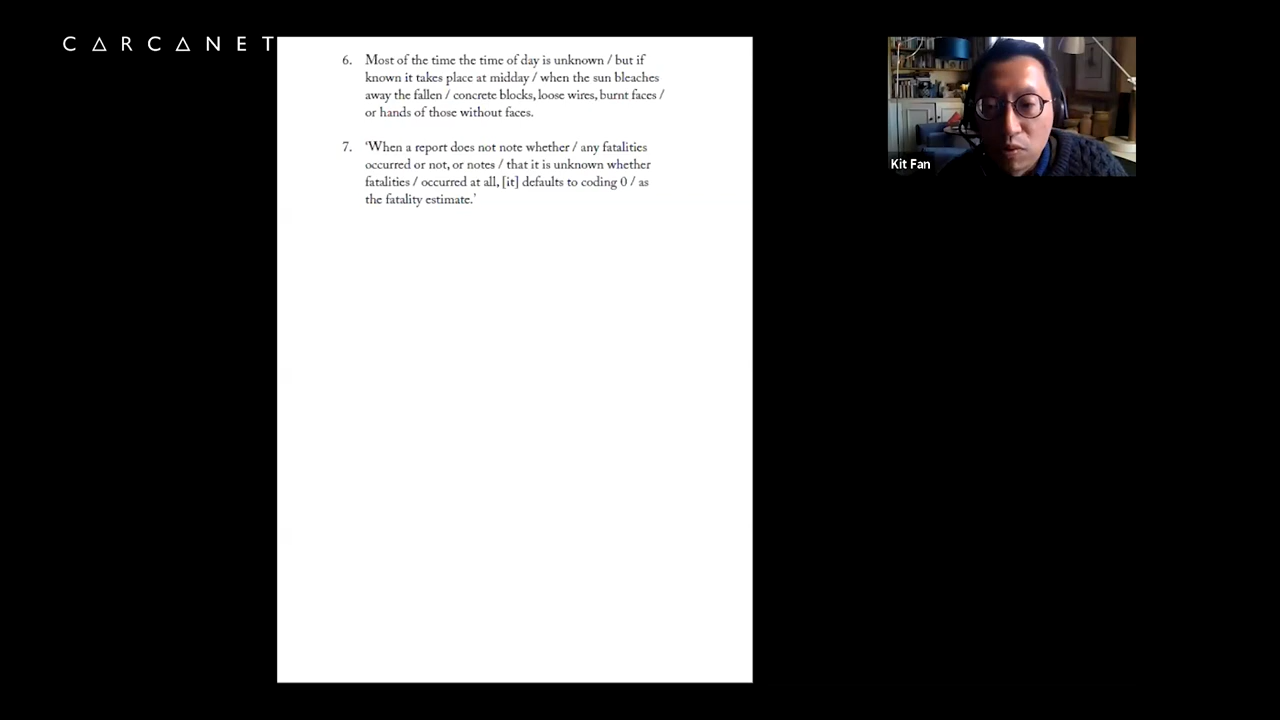 CARCANET
6. Most of the time the time of day is unknown / but if
known it takes place at midday / when the sun bleaches
away the fallen / concrete blocks, loose wires, burnt faces /
or hands of those without faces.
7. ‘When a report does not note whether / any fatalities
occurred or not, or notes / that it is unknown whether
fatalities / occurred at all, [it] defaults to coding 0 / as
the fatality estimate.’
Kit Fan